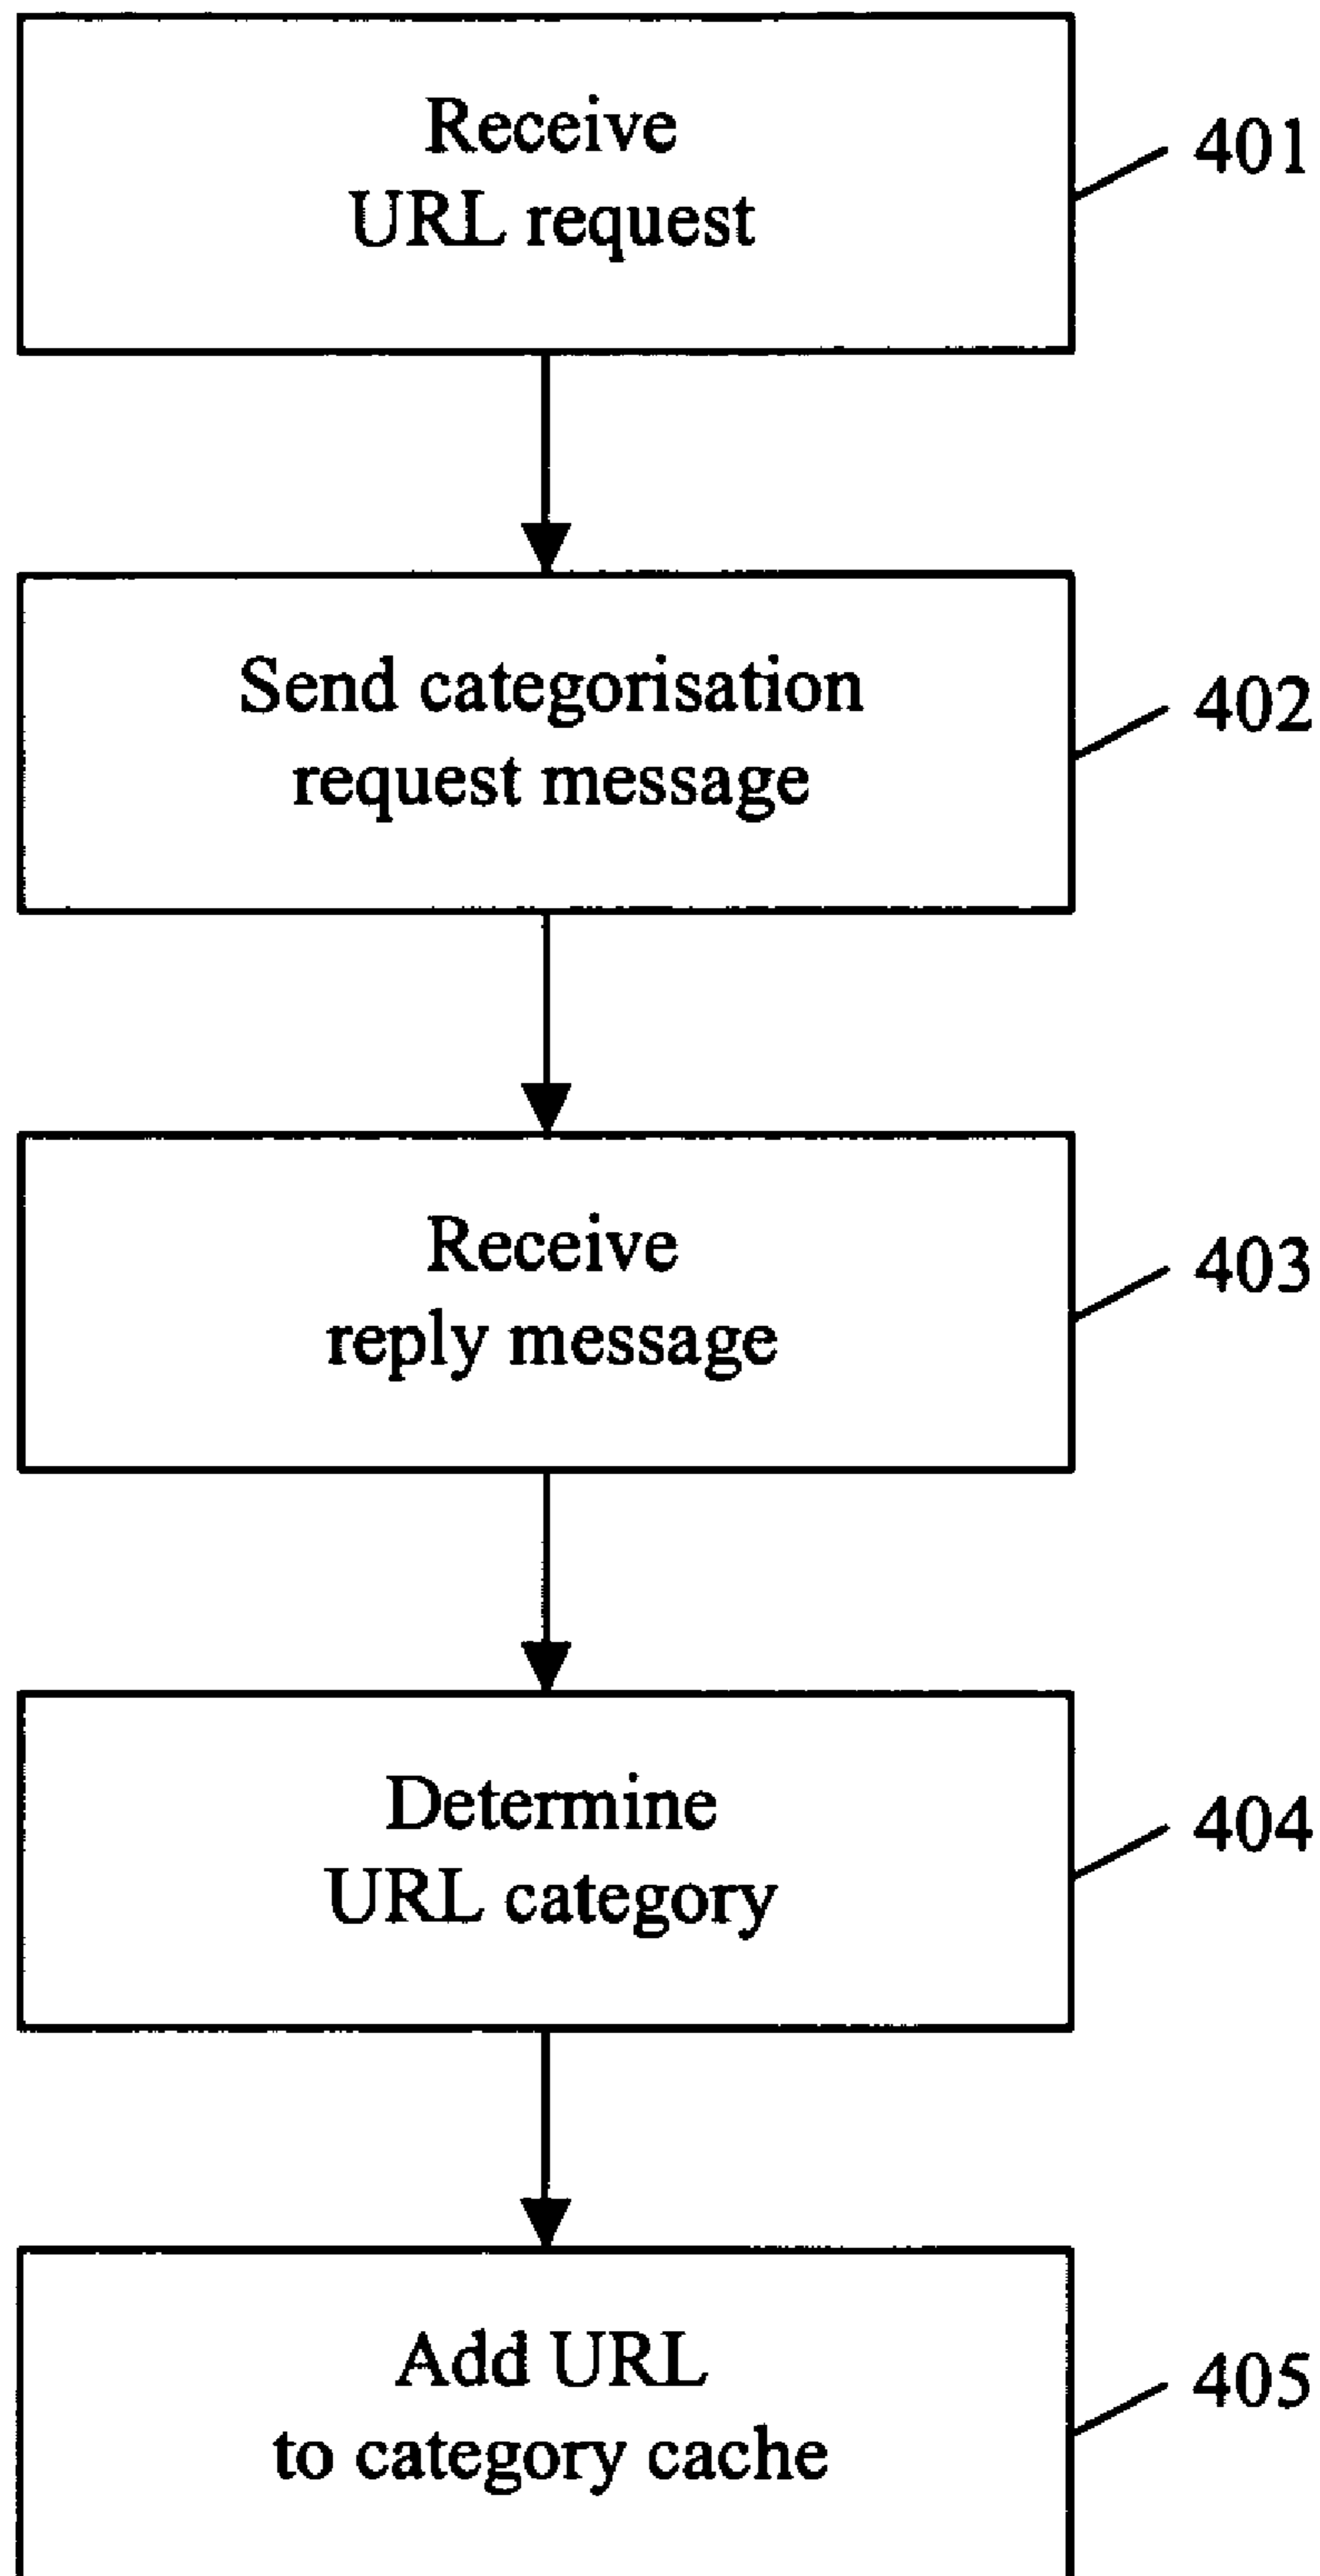 Receive
URL request
401
Send categorisation
request message
402
Receive
reply message
403
Determine
URL category
404
Add URL
to category cache
405